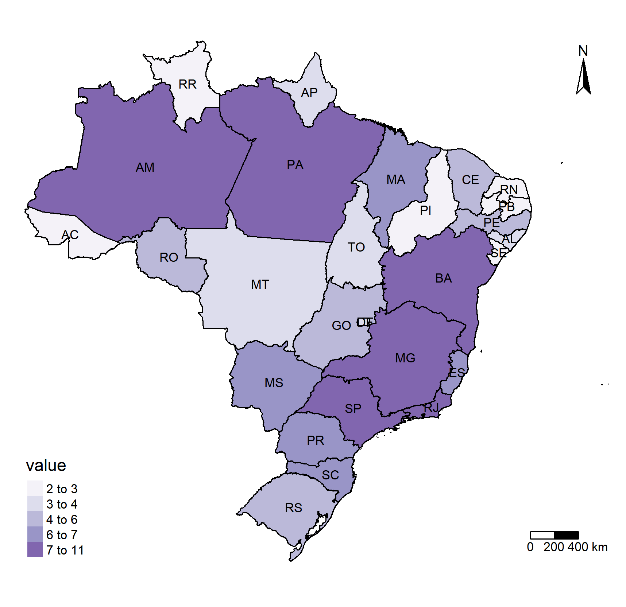 N
RR
AP
AM
PA
MA
CE
RN
PB
PI
PE
AL
SE
AC
RO
TO
MT
BA
GO
DF
MG
MS
ES
SP
RJ
PR
SC
RS
value
2 to 3
3 to 4
4 to 6
6 to 7
7 to 11
0 200 400 km